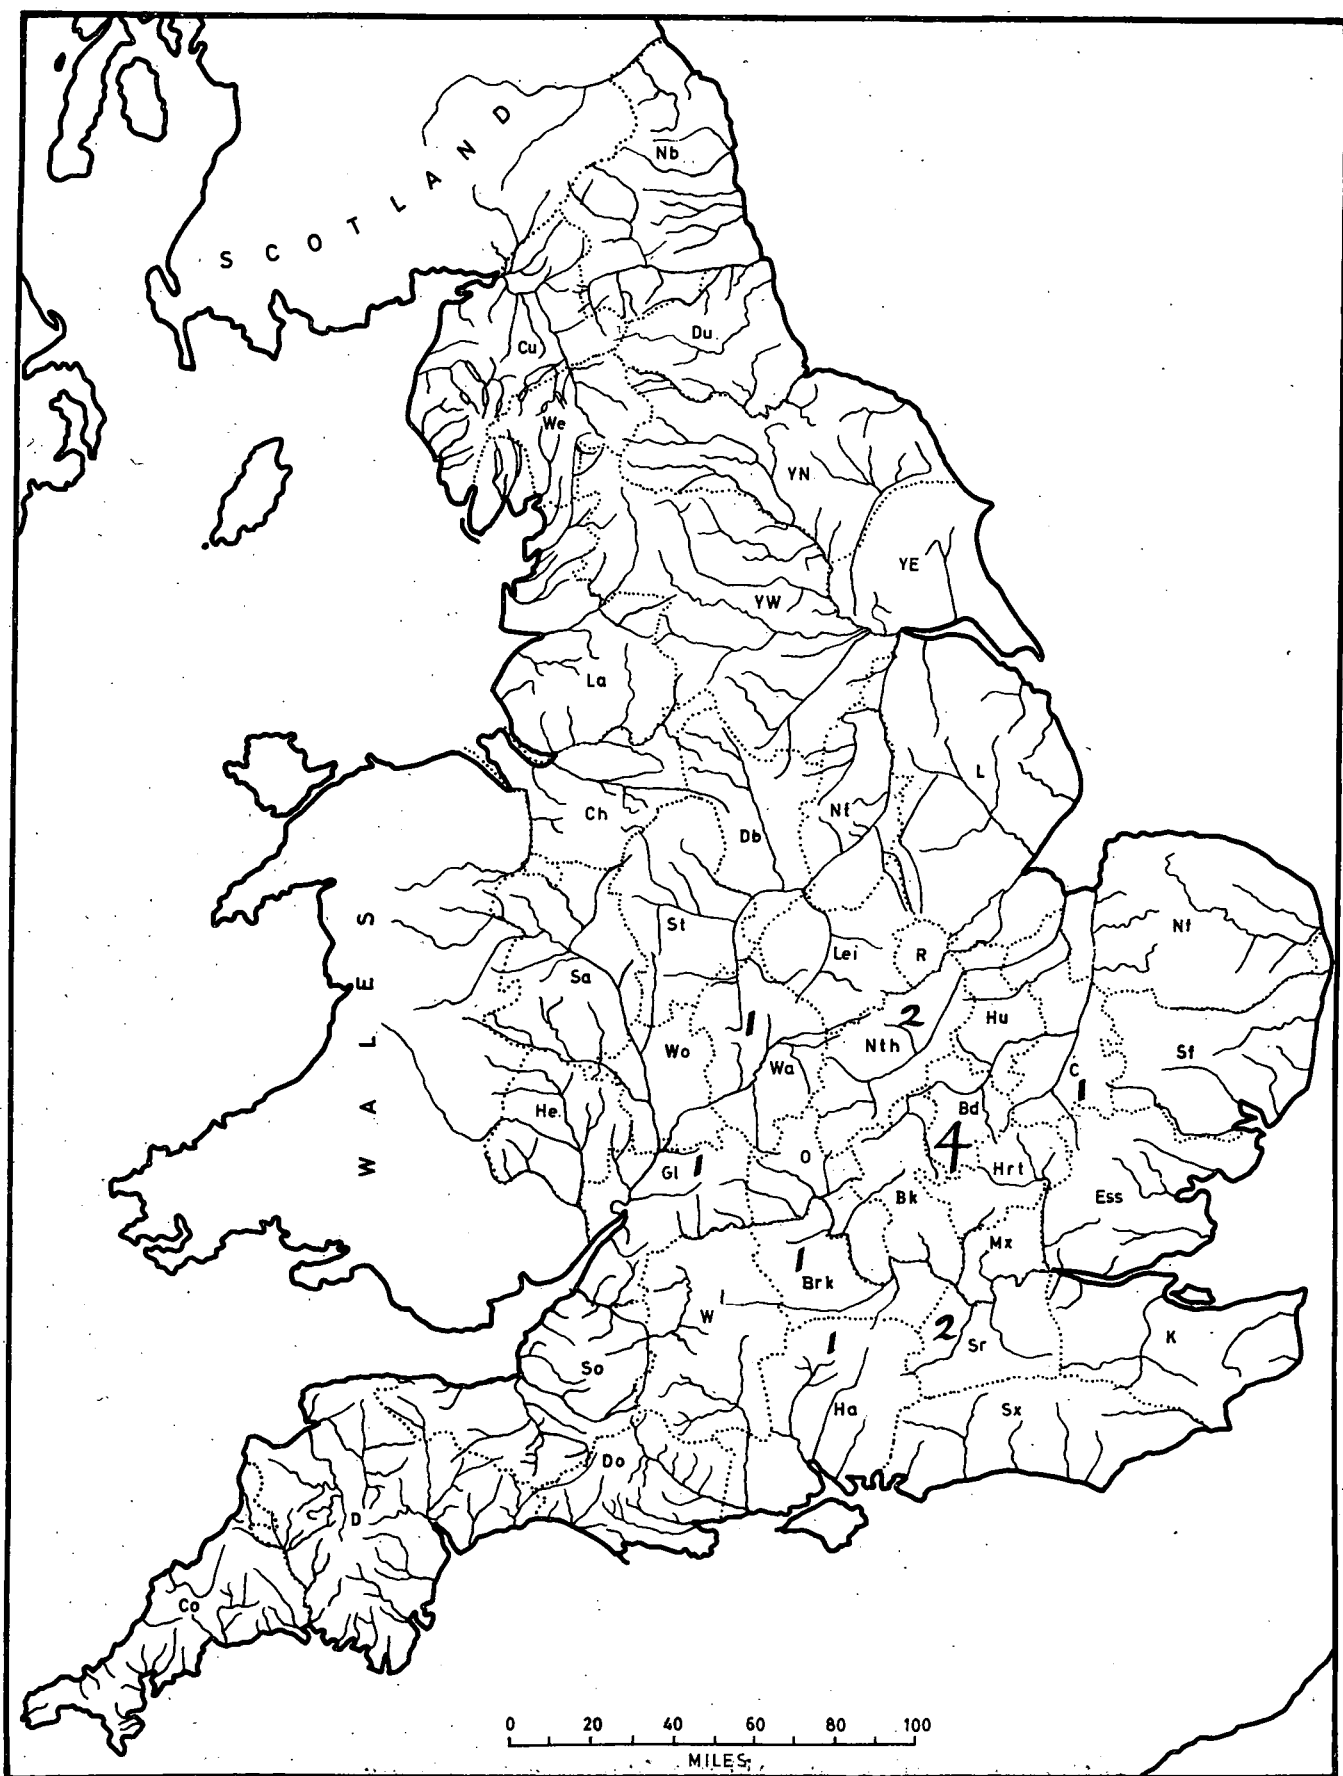 SCOTLAND
Nb
Cu
Du
We
YN
YE
YW
La
L
Ch
Nt
Db
WALES
St
Nf
Lei
R
Sa
1
2
Hu
Nth
Wo
Wa
Sf
C
1
He
Bd
4
Gl
1
O
Hrt
Bk
Ess
Mx
1
Brk
W
2
1
Sr
K
So
Ha
Sx
Do
D
Co
0 20 40 60 80 100
MILES